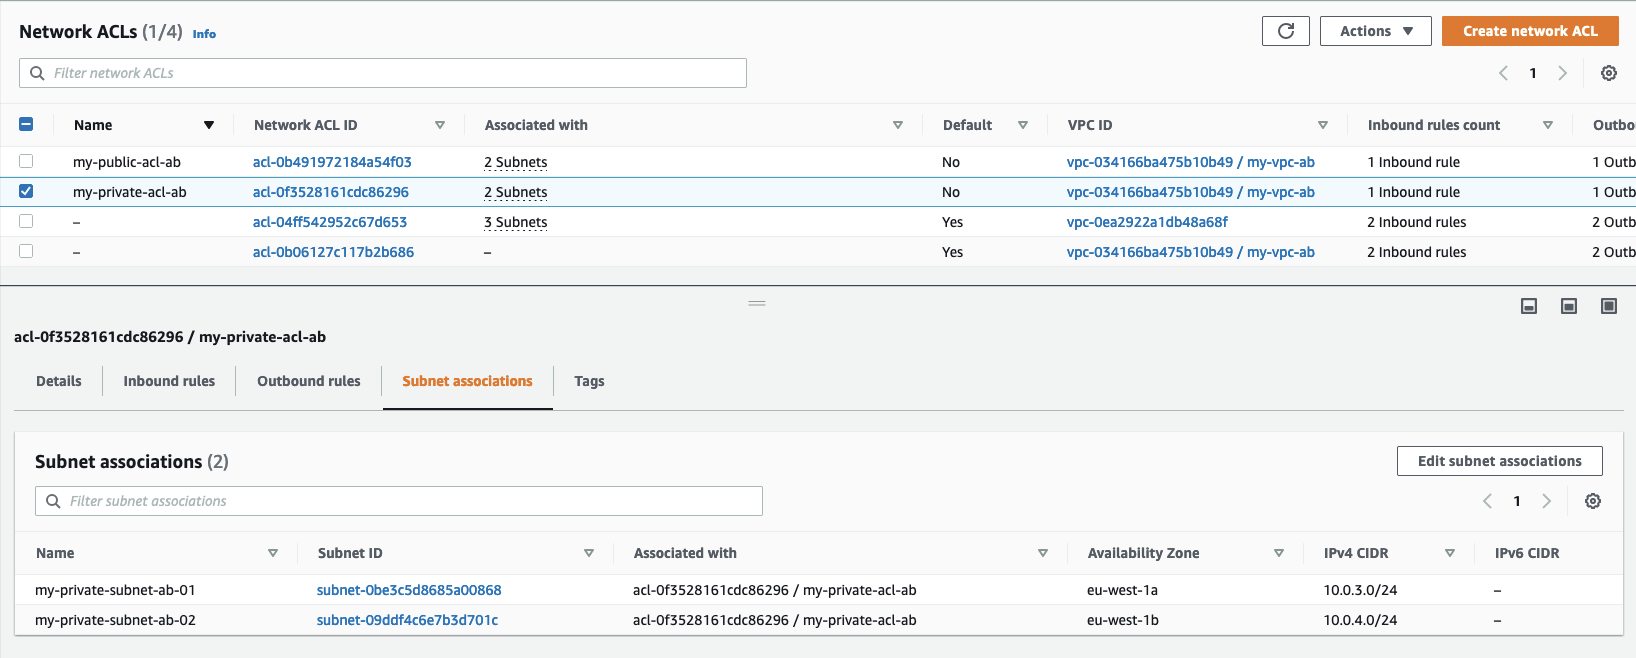 Network ACLs (1/4) Info
Actions ▼ Create network ACL
Filter network ACLs
1
Name Network ACL ID Associated with Default VPC ID Inbound rules count Outbo
my-public-acl-ab acl-0b491972184a54f03 2 Subnets No vpc-034166ba475b10b49 / my-vpc-ab 1 Inbound rule 1 Outb
my-private-acl-ab acl-0f3528161cdc86296 2 Subnets No vpc-034166ba475b10b49 / my-vpc-ab 1 Inbound rule 1 Outb
– acl-04ff542952c67d653 3 Subnets Yes vpc-0ea2922a1db48a68f 2 Inbound rules 2 Outb
– acl-0b06127c117b2b686 – Yes vpc-034166ba475b10b49 / my-vpc-ab 2 Inbound rules 2 Outb
acl-0f3528161cdc86296 / my-private-acl-ab
Details Inbound rules Outbound rules Subnet associations Tags
Subnet associations (2)
Edit subnet associations
Filter subnet associations
1
Name Subnet ID Associated with Availability Zone IPv4 CIDR IPv6 CIDR
my-private-subnet-ab-01 subnet-0be3c5d8685a00868 acl-0f3528161cdc86296 / my-private-acl-ab eu-west-1a 10.0.3.0/24 –
my-private-subnet-ab-02 subnet-09ddf4c6e7b3d701c acl-0f3528161cdc86296 / my-private-acl-ab eu-west-1b 10.0.4.0/24 –